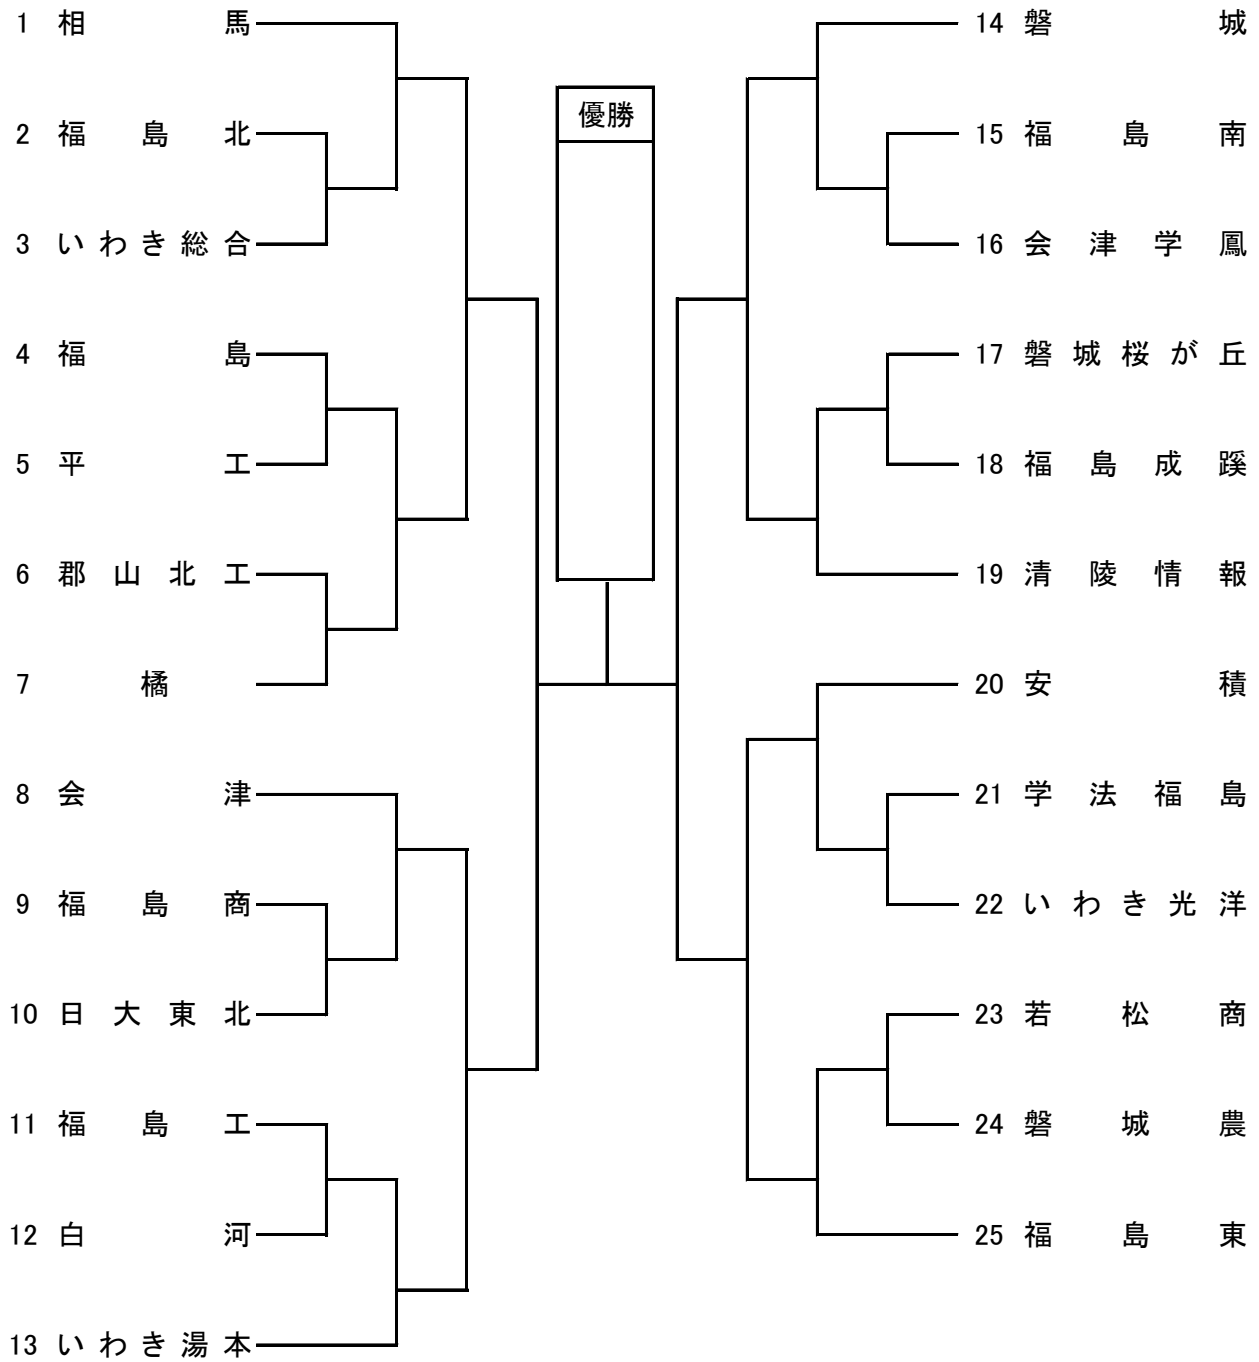 1 相馬
2 福島北
3 いわき総合
4 福島
5 平工
6 郡山北工
7 橘
8 会津
9 福島商
10 日大東北
11 福島工
12 白河
13 いわき湯本
優勝
14 磐城
15 福島南
16 会津学鳳
17 磐城桜が丘
18 福島成蹊
19 清陵情報
20 安積
21 学法福島
22 いわき光洋
23 若松商
24 磐城農
25 福島東